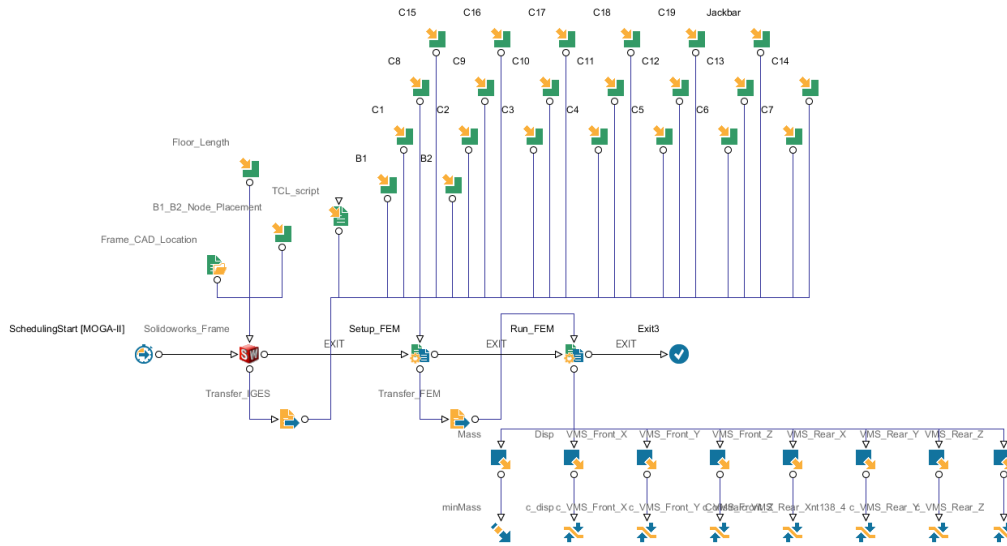 C15 C16 C17 C18 C19 Jackbar
C8 C9 C10 C11 C12 C13 C14
C1 C2 C3 C4 C5 C6 C7
Floor_Length
B1 B2
TCL_script
B1_B2_Node_Placement
Frame_CAD_Location
SchedulingStart [MOGA-II] Solidoworks_Frame Setup_FEM Run_FEM Exit3
EXIT EXIT EXIT
Transfer_IGES Transfer_FEM
Mass Disp VMS_Front_X VMS_Front_Y VMS_Front_Z VMS_Rear_X VMS_Rear_Y VMS_Rear_Z
minMass c_disp c_VMS_Front_X c_VMS_Front_Y c_VMS_Rear_Y c_VMS_Rear_Z